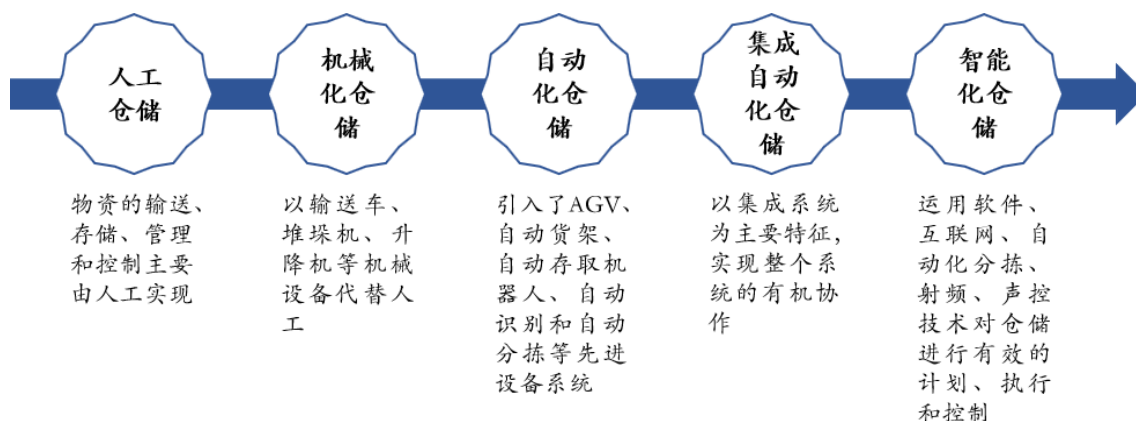 人工
仓储
机械
化仓
储
自动
化仓
储
集成
自动
化仓
储
智能
化仓
储
物资的输送、
存储、管理
和控制主要
由人工实现
以输送车、
堆垛机、升
降机等机械
设备代替人
工
引入了AGV、
自动货架、
自动存取机
器人、自动
识别和自动
分拣等先进
设备系统
以集成系统
为主要特征,
实现整个系
统的有机协
作
运用软件、
互联网、自
动化分拣、
射频、声控
技术对仓储
进行有效的
计划、执行
和控制